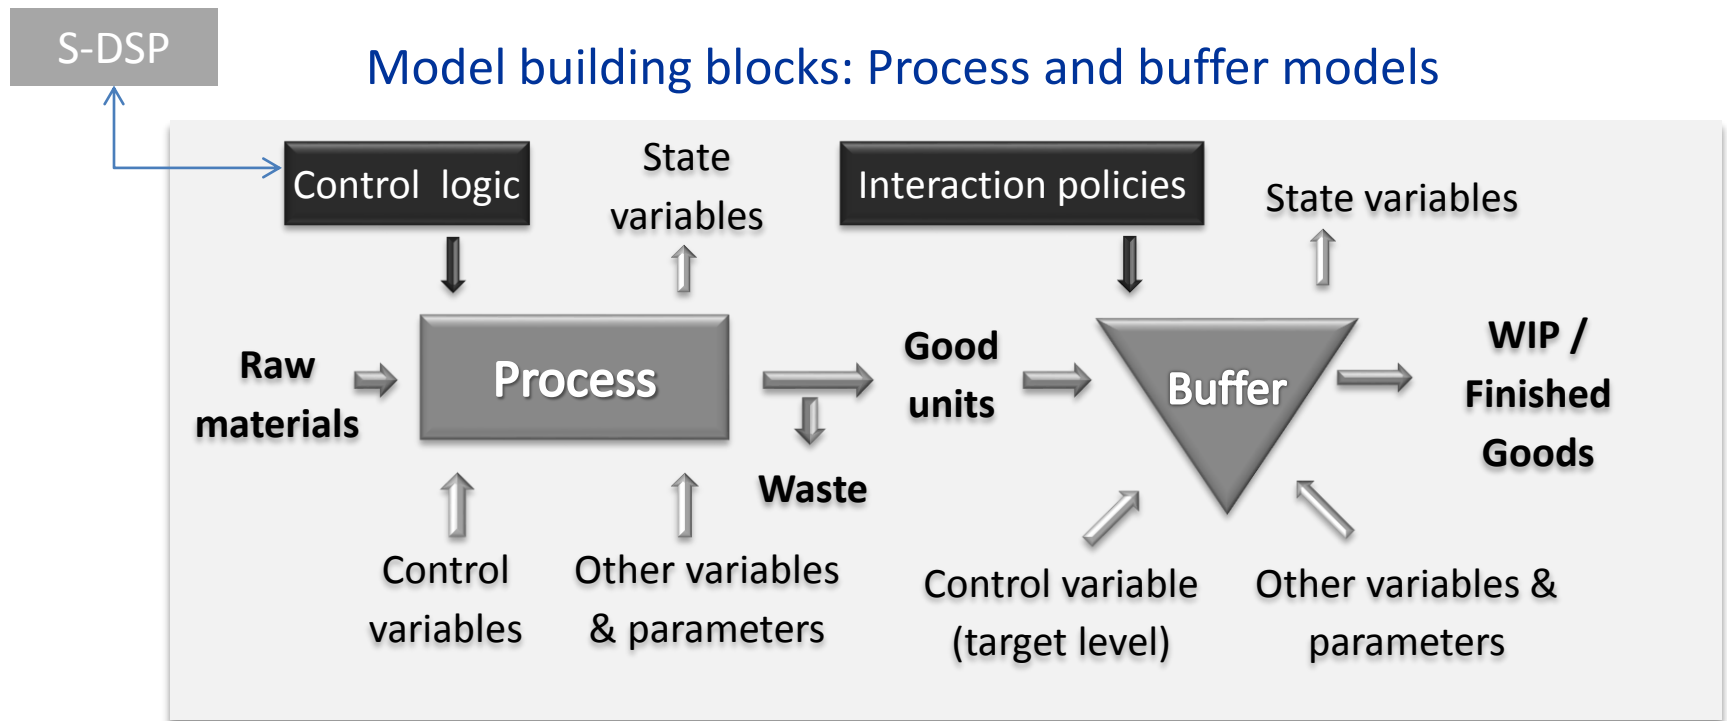 S-DSP
Model building blocks: Process and buffer models
Control logic
State
variables
Interaction policies
State variables
Raw
materials
Process
Good
units
Buffer
WIP /
Finished
Goods
Waste
Control
variables
Other variables
& parameters
Control variable
(target level)
Other variables &
parameters